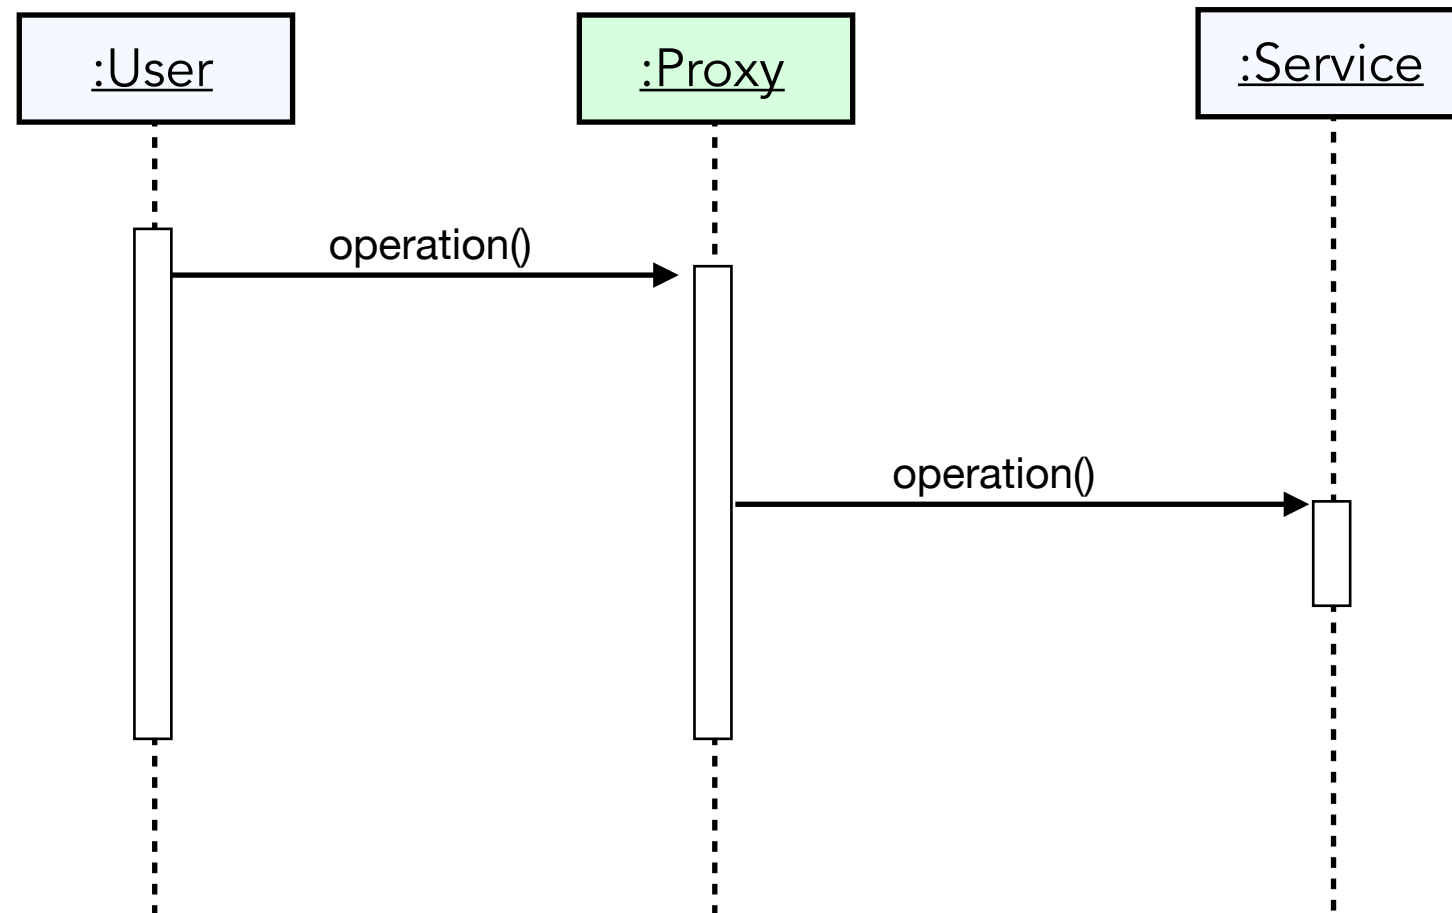 :User
:Proxy
:Service
operation()
operation()